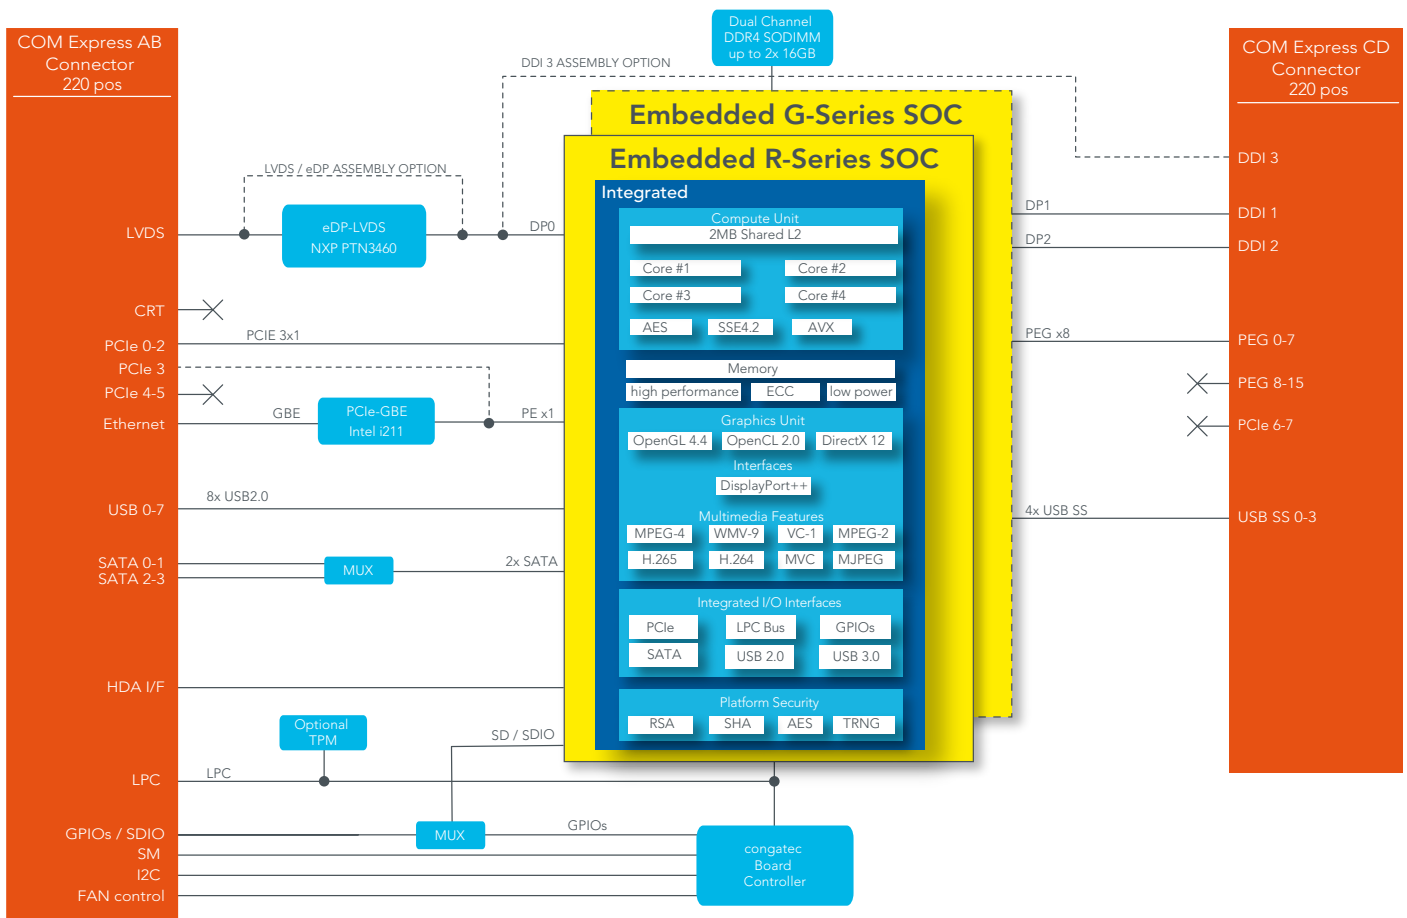 COM Express AB
Connector
220 pos
LVDS
CRT
PCIe 0-2
PCIe 3
PCIe 4-5
Ethernet
USB 0-7
SATA 0-1
SATA 2-3
HDA I/F
LPC
GPIOs / SDIO
SM
I2C
FAN control
LVDS / eDP ASSEMBLY OPTION
eDP-LVDS
NXP PTN3460
DDI 3 ASSEMBLY OPTION
DP0
PCIE 3x1
GBE
PCIe-GBE
Intel i211
PE x1
8x USB2.0
MUX
2x SATA
Optional
TPM
SD / SDIO
LPC
MUX
GPIOs
congatec
Board
Controller
Dual Channel
DDR4 SODIMM
up to 2x 16GB
Embedded G-Series SOC
Embedded R-Series SOC
Integrated
Compute Unit
2MB Shared L2
Core #1 Core #2
Core #3 Core #4
AES SSE4.2 AVX
Memory
high performance ECC low power
Graphics Unit
OpenGL 4.4 OpenCL 2.0 DirectX 12
Interfaces
DisplayPort++
Multimedia Features
MPEG-4 WMV-9 VC-1 MPEG-2
H.265 H.264 MVC MJPEG
Integrated I/O Interfaces
PCIe LPC Bus GPIOs
SATA USB 2.0 USB 3.0
Platform Security
RSA SHA AES TRNG
DP1
DP2
PEG x8
4x USB SS
COM Express CD
Connector
220 pos
DDI 3
DDI 1
DDI 2
PEG 0-7
PEG 8-15
PCIe 6-7
USB SS 0-3